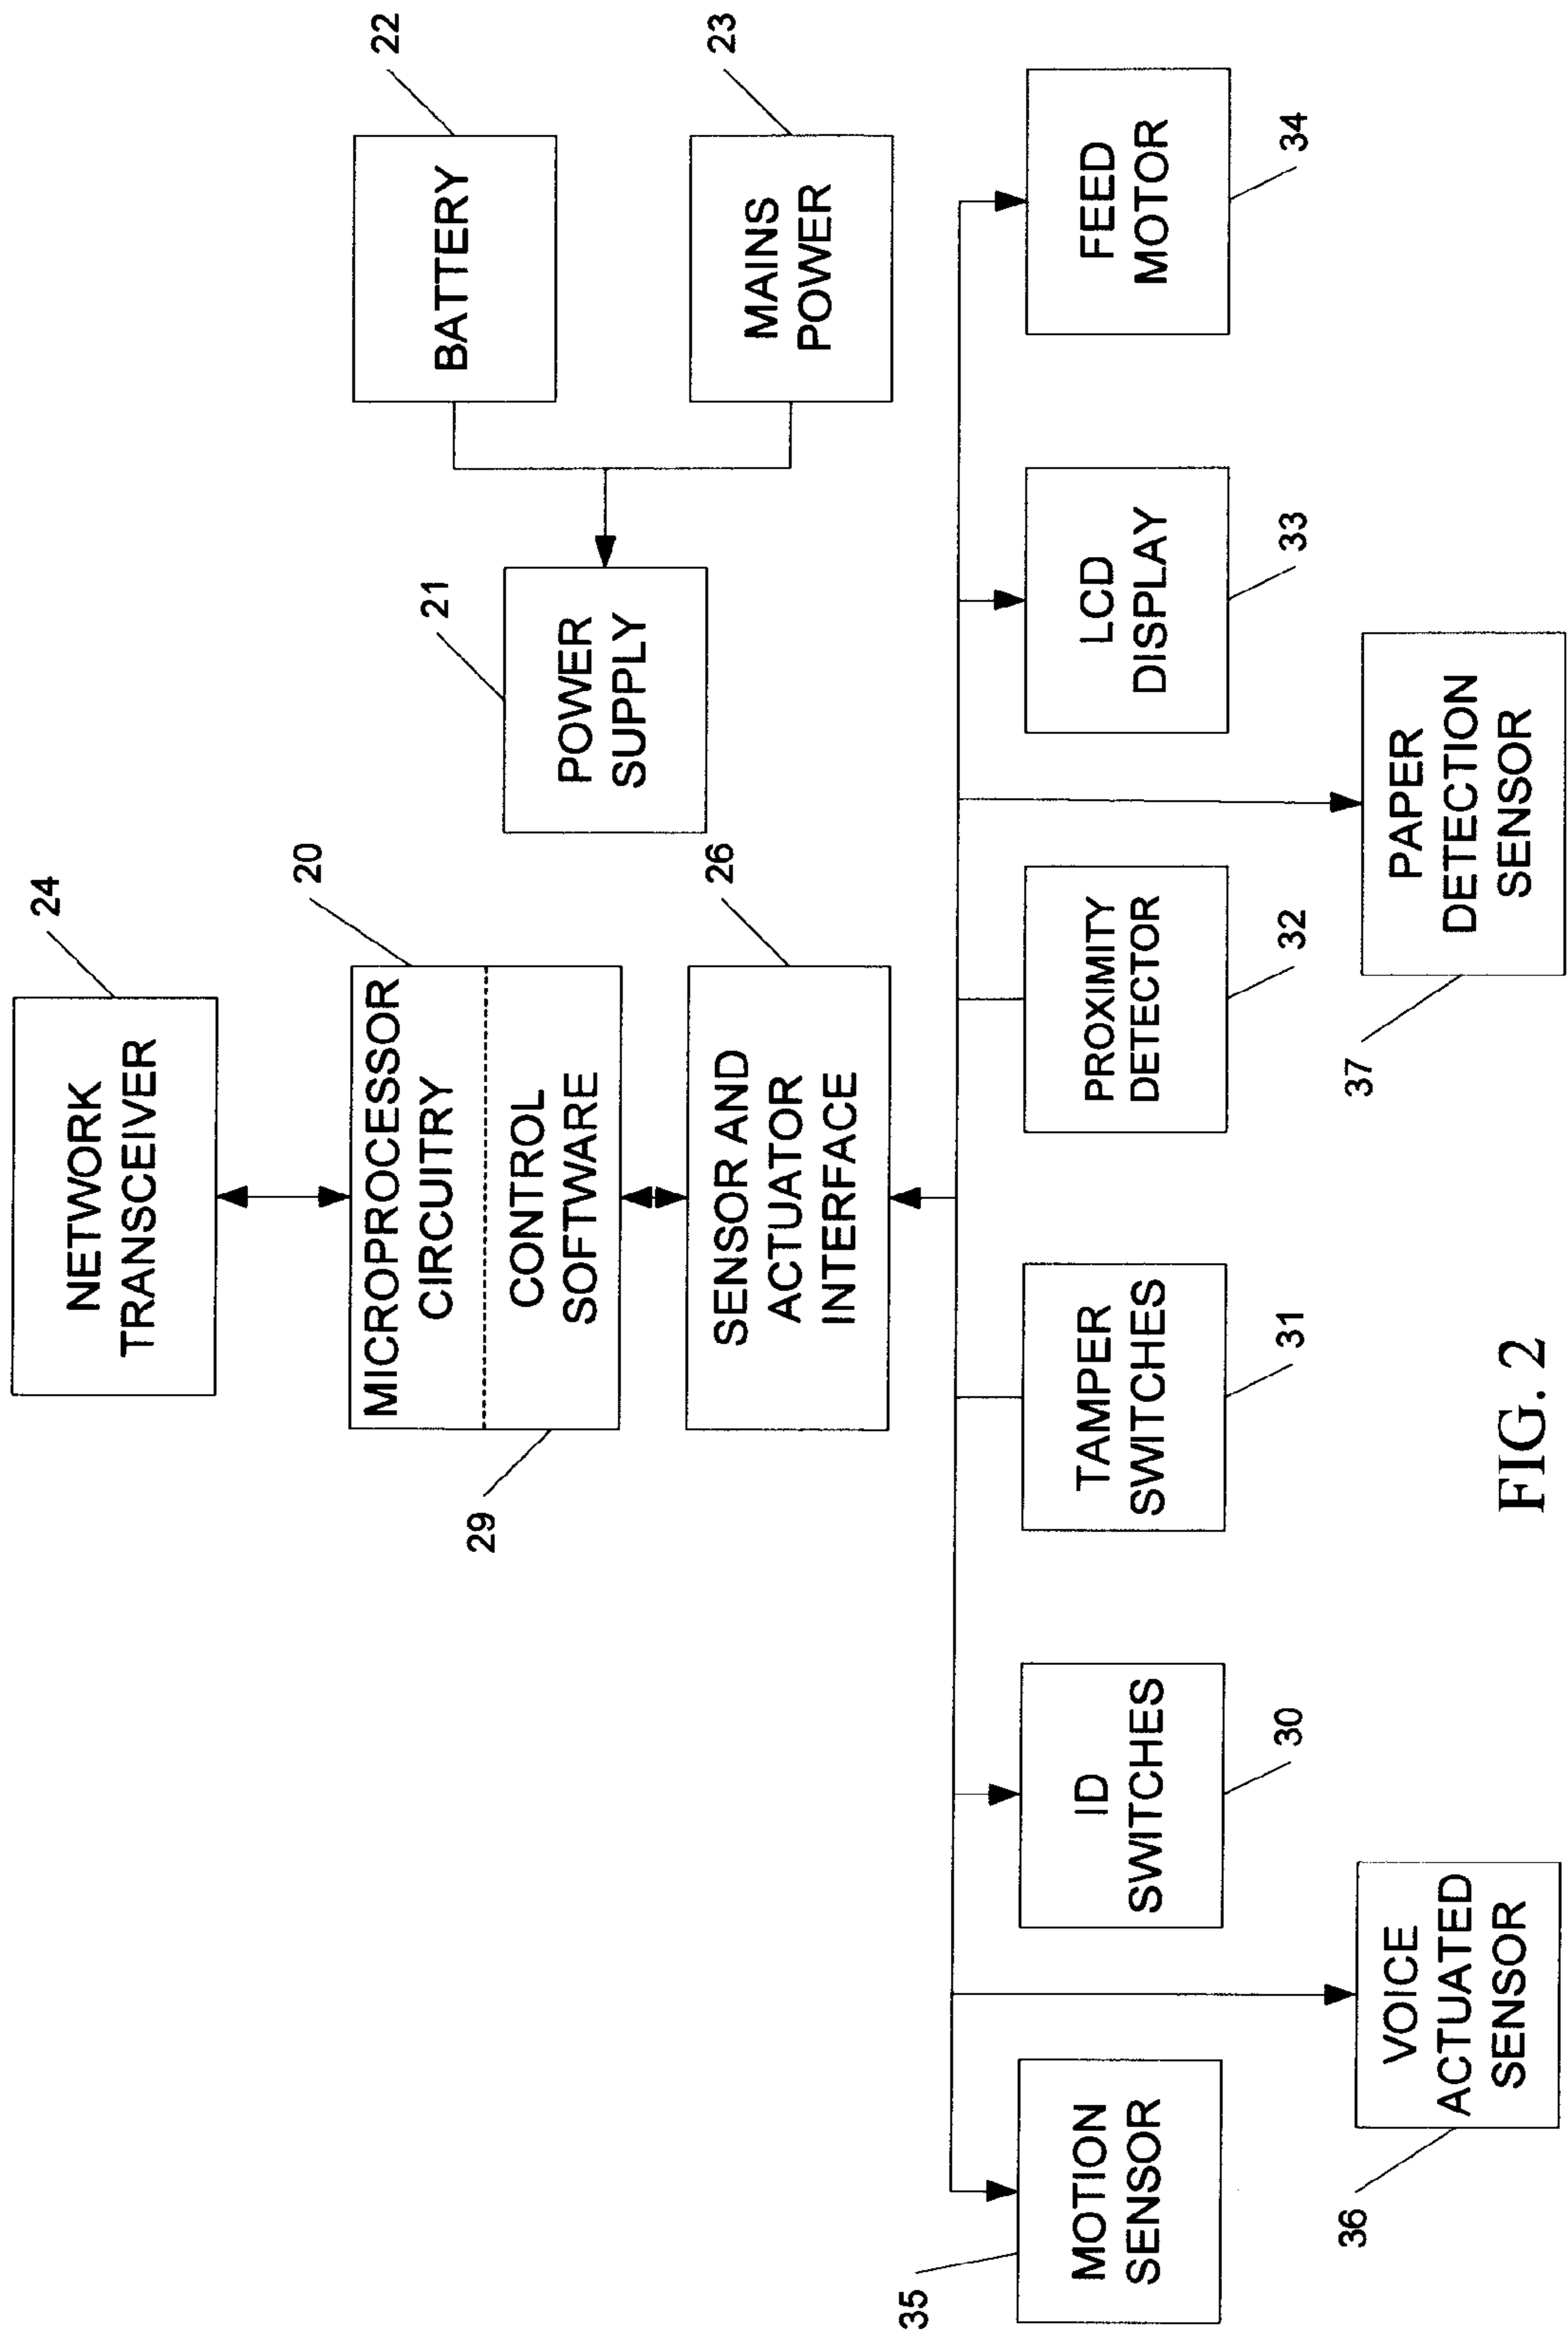 24
NETWORK
TRANSCEIVER
20
MICROPROCESSOR
CIRCUITRY
CONTROL
SOFTWARE
29
26
SENSOR AND
ACTUATOR
INTERFACE
21
POWER
SUPPLY
22
BATTERY
23
MAINS
POWER
35
MOTION
SENSOR
36
VOICE
ACTUATED
SENSOR
ID
SWITCHES
30
TAMPER
SWITCHES
31
PROXIMITY
DETECTOR
32
37
PAPER
DETECTION
SENSOR
LCD
DISPLAY
33
FEED
MOTOR
34
FIG. 2